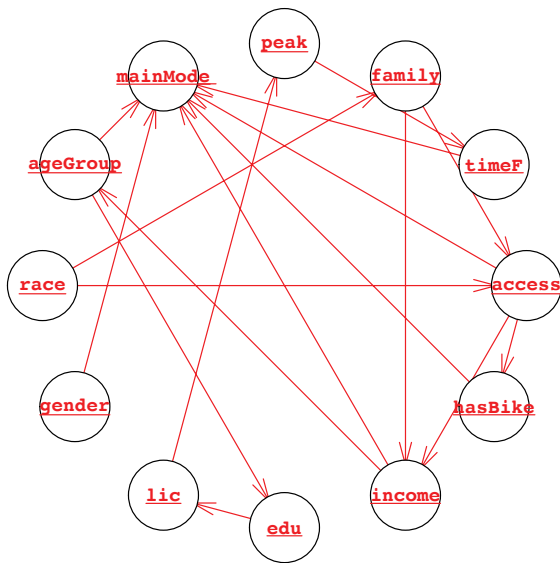 peak
mainMode
family
ageGroup
timeF
race
access
gender
hasBike
lic
income
edu